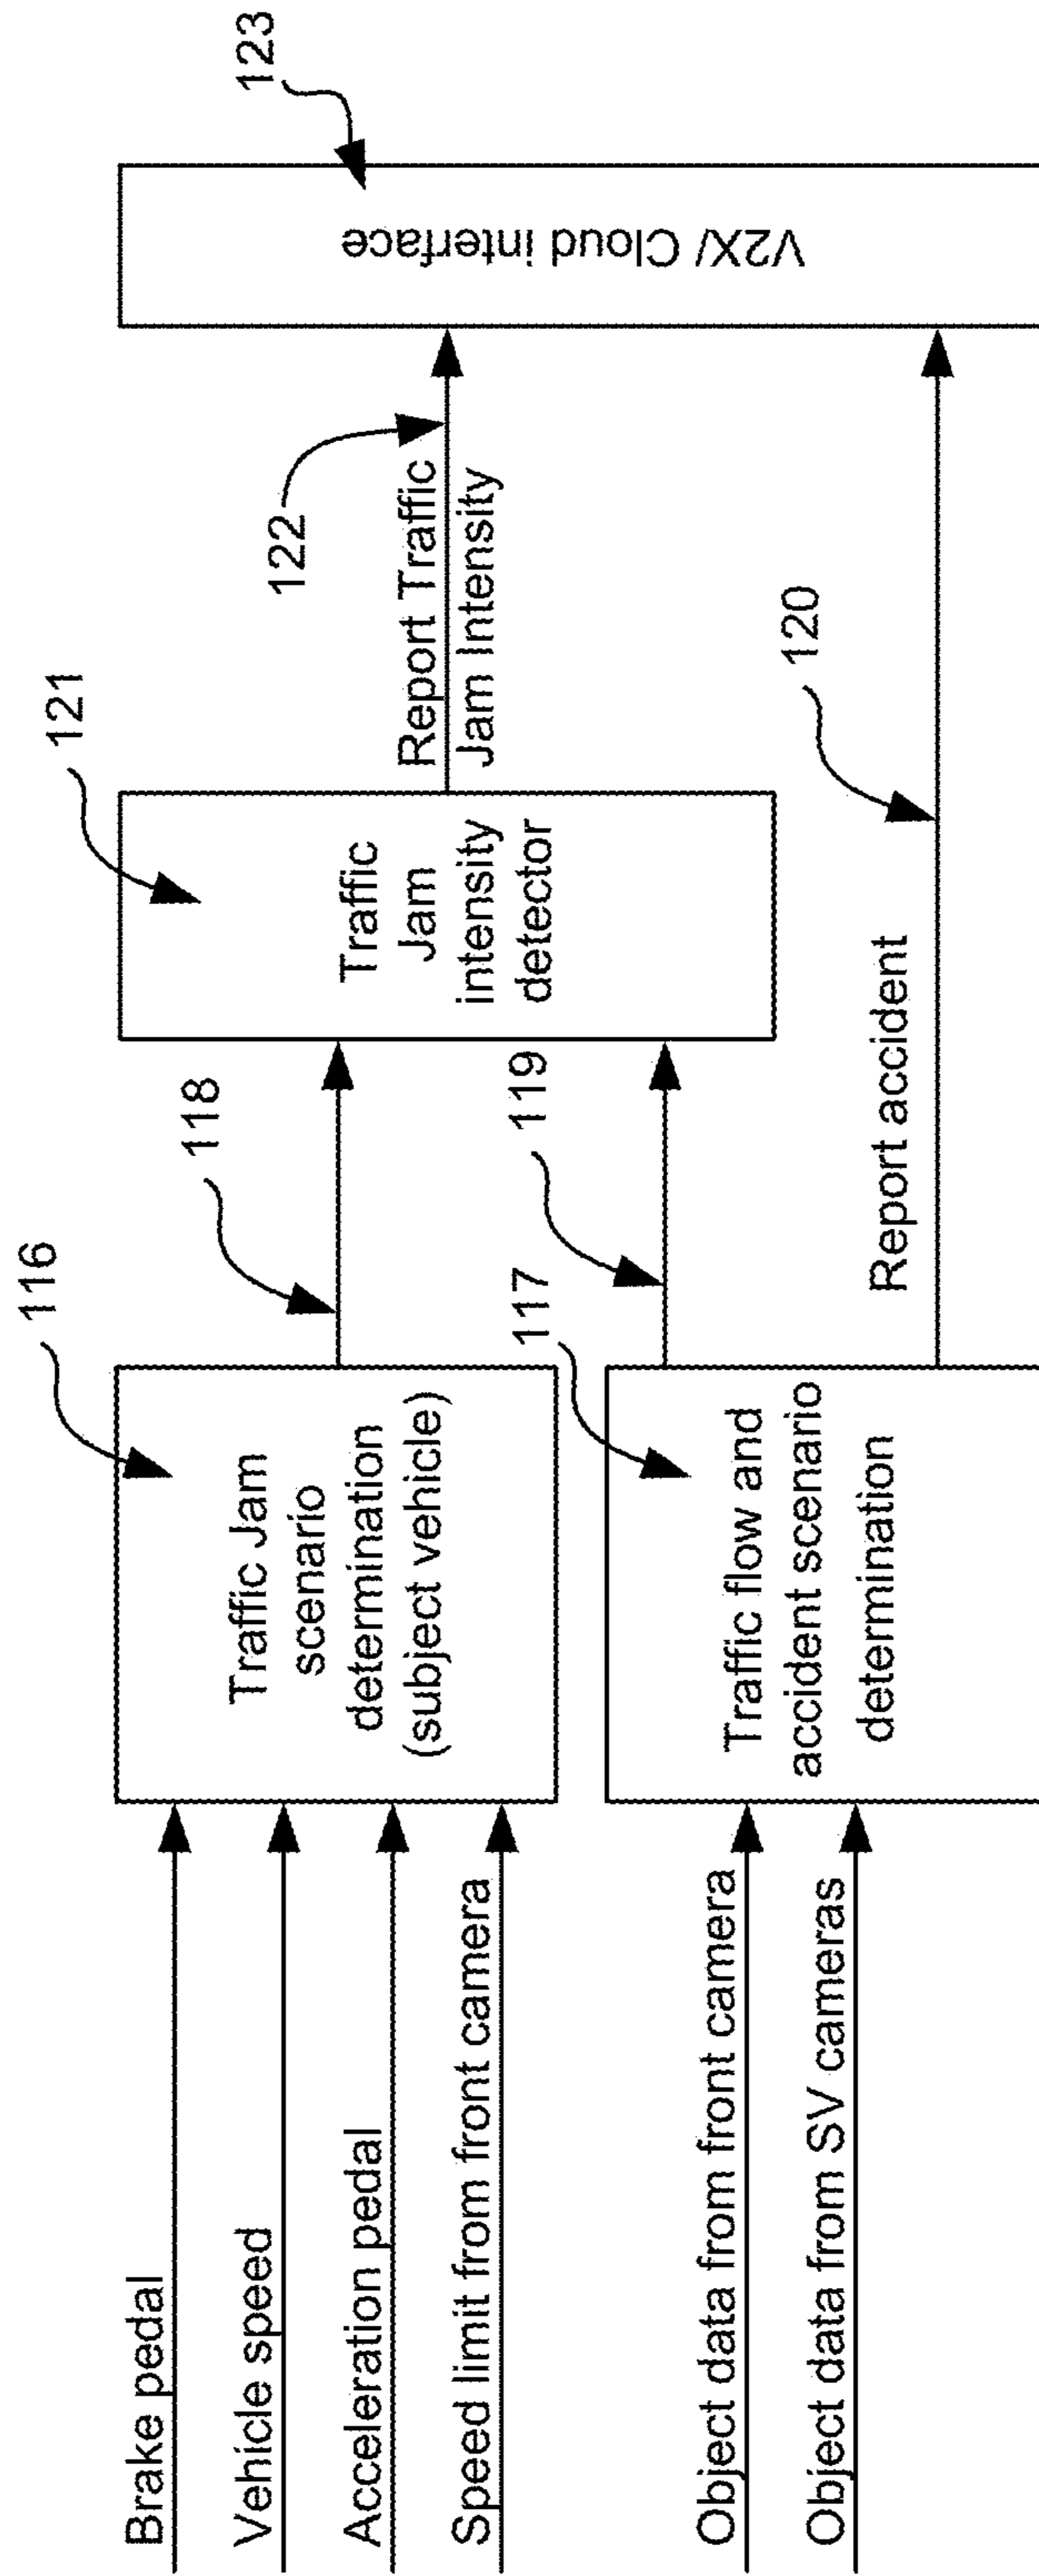 Brake pedal
Vehicle speed
Acceleration pedal
Speed limit from front camera
Object data from front camera
Object data from SV cameras
116
Traffic Jam
scenario
determination
(subject vehicle)
117
Traffic flow and
accident scenario
determination
118
119
121
Traffic
Jam
intensity
detector
122
Report Traffic
Jam Intensity
120
Report accident
123
V2X/ Cloud interface